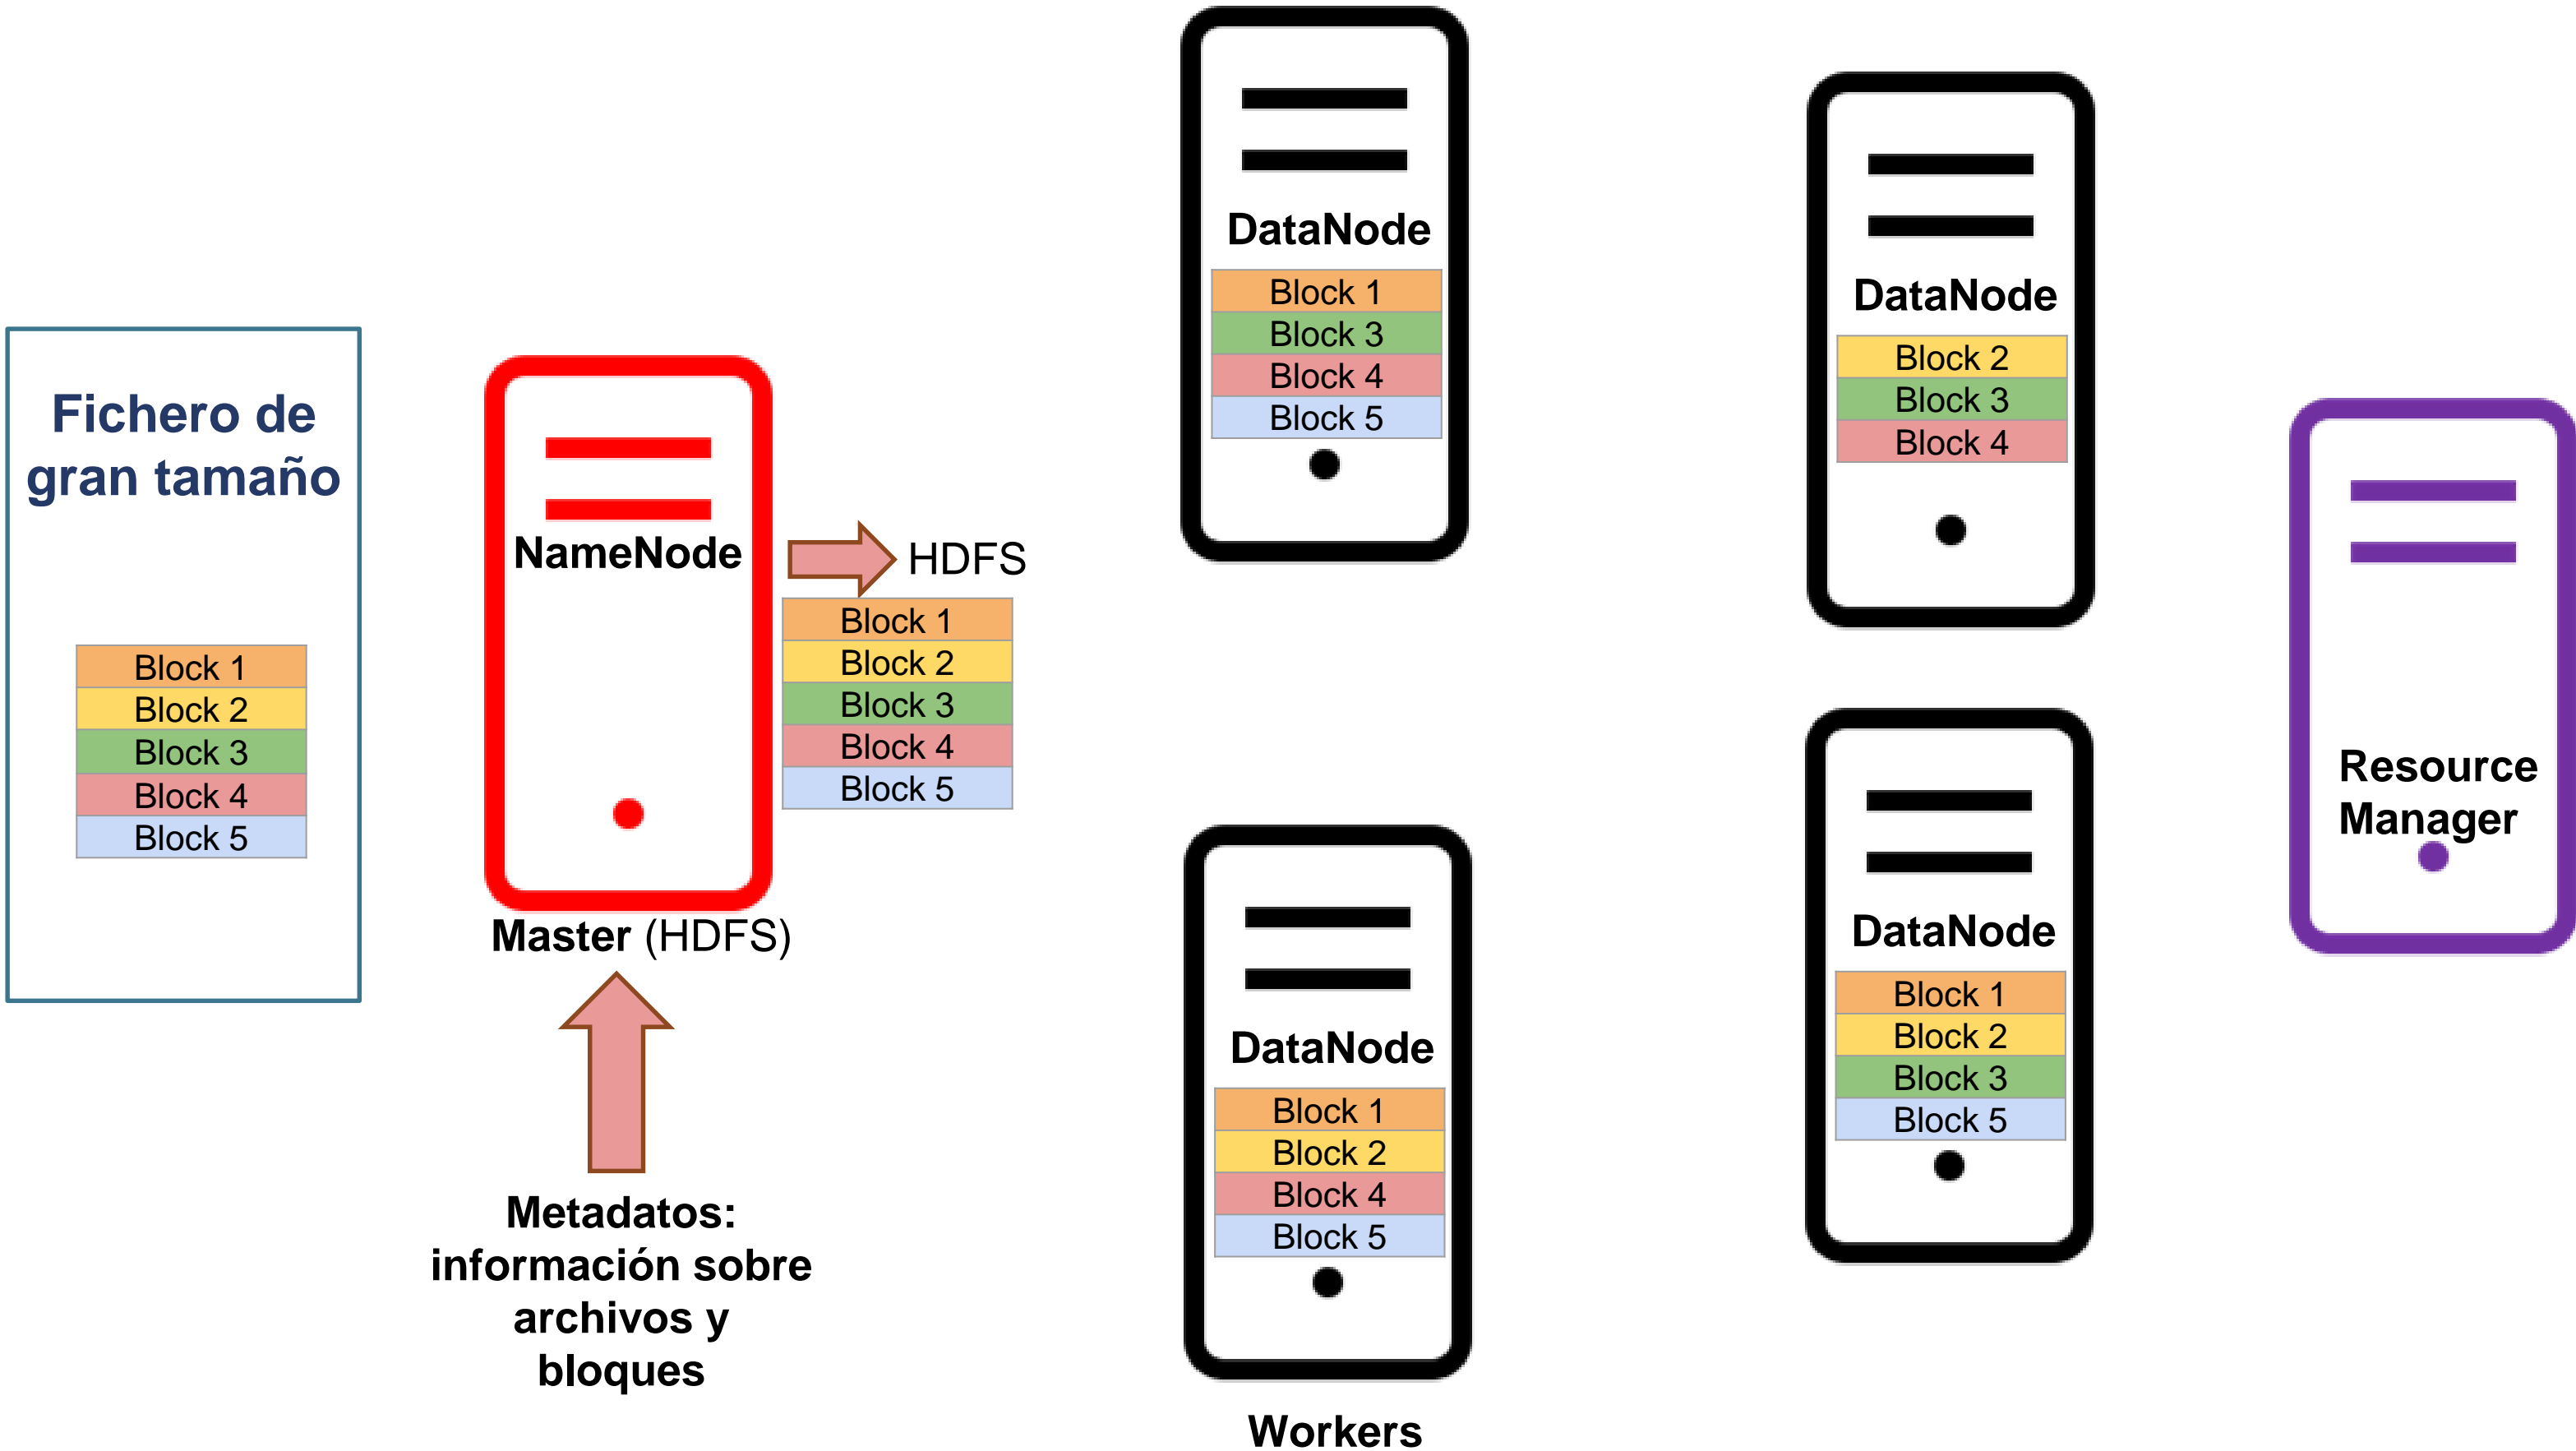 Fichero de
gran tamaño
Block 1
Block 2
Block 3
Block 4
Block 5
NameNode
Master (HDFS)
Metadatos:
información sobre
archivos y
bloques
HDFS
Block 1
Block 2
Block 3
Block 4
Block 5
DataNode
Block 1
Block 3
Block 4
Block 5
DataNode
Block 1
Block 2
Block 4
Block 5
Workers
DataNode
Block 2
Block 3
Block 4
DataNode
Block 1
Block 2
Block 3
Block 5
Resource
Manager